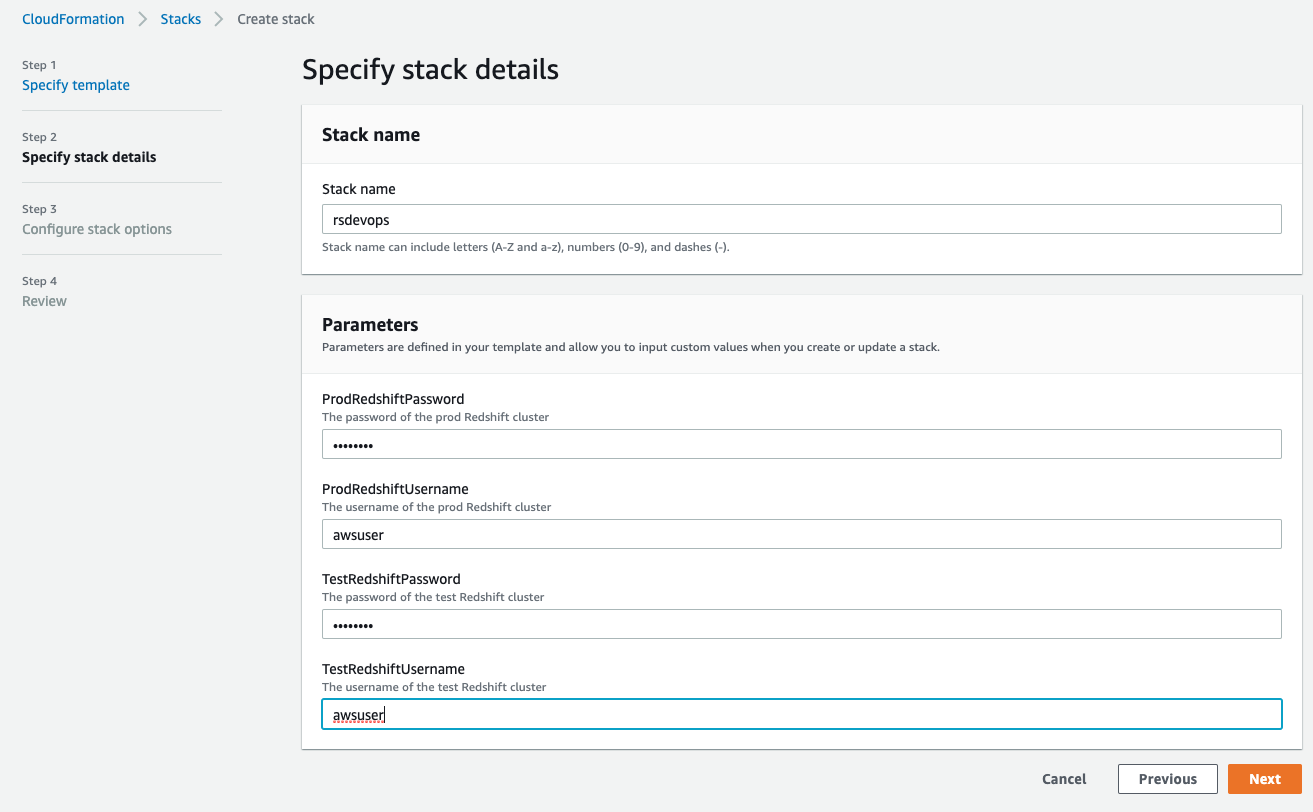 CloudFormation > Stacks > Create stack
Step 1
Specify template
Step 2
Specify stack details
Step 3
Configure stack options
Step 4
Review
Specify stack details
Stack name
Stack name
rsdevops
Stack name can include letters (A-Z and a-z), numbers (0-9), and dashes (-).
Parameters
Parameters are defined in your template and allow you to input custom values when you create or update a stack.
ProdRedshiftPassword
The password of the prod Redshift cluster
••••••••
ProdRedshiftUsername
The username of the prod Redshift cluster
awsuser
TestRedshiftPassword
The password of the test Redshift cluster
••••••••
TestRedshiftUsername
The username of the test Redshift cluster
awsuser
Cancel Previous Next